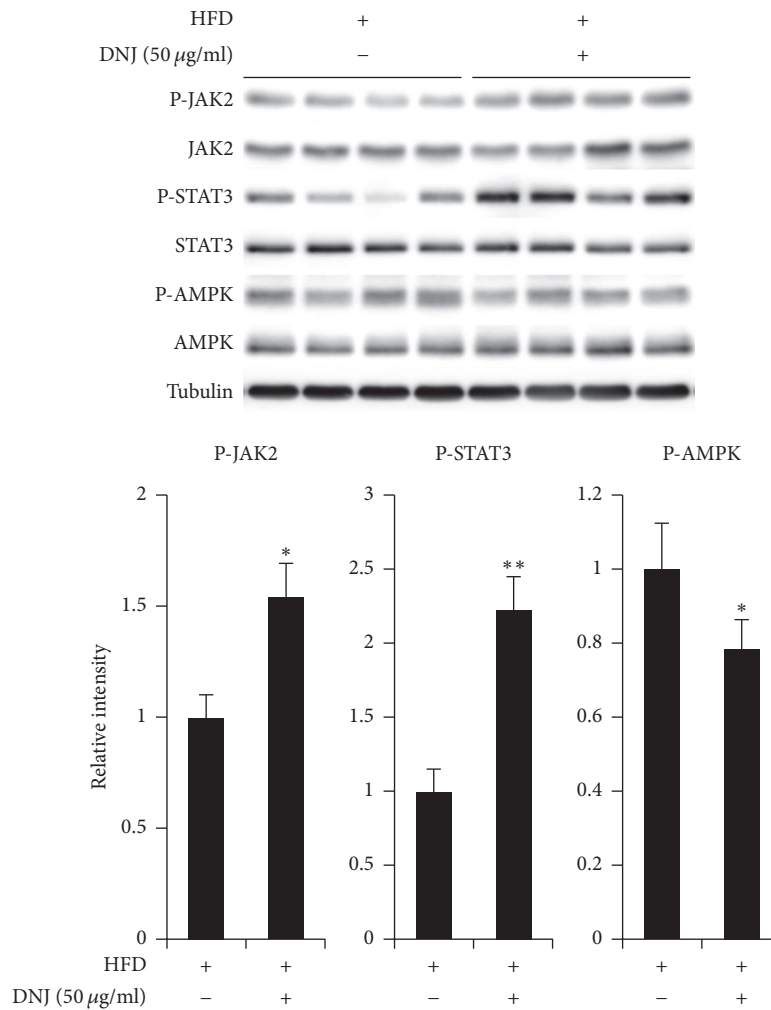 HFD + +
DNJ (50 μg/ml) − +
P-JAK2
JAK2
P-STAT3
STAT3
P-AMPK
AMPK
Tubulin
P-JAK2 P-STAT3 P-AMPK
Relative intensity
2
1.5
1
0.5
0
*
3
2.5
2
1.5
1
0.5
0
**
1.2
1
0.8
0.6
0.4
0.2
0
*
HFD + + + + + +
DNJ (50 μg/ml) − + − + − +